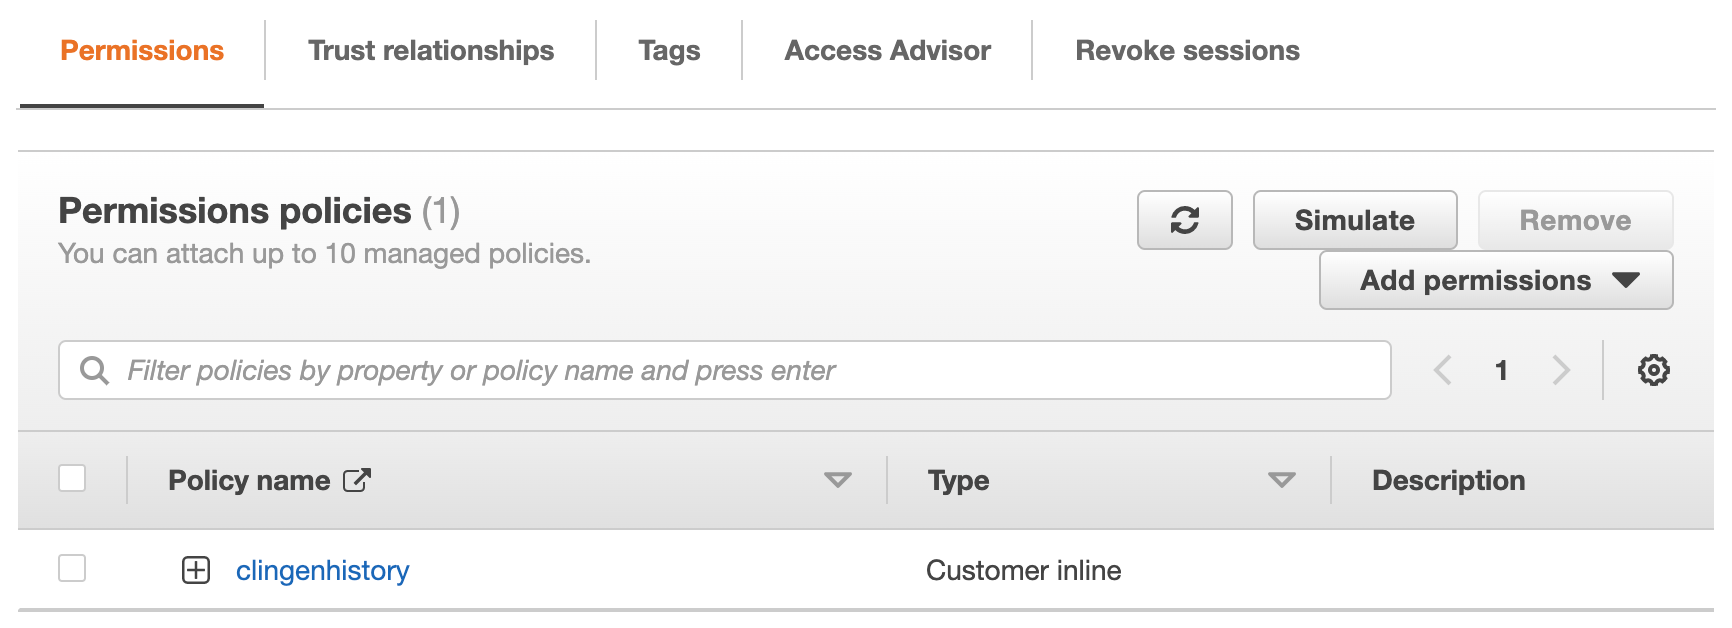 Permissions Trust relationships Tags Access Advisor Revoke sessions
Permissions policies (1)
You can attach up to 10 managed policies.
Simulate Remove
Add permissions
Filter policies by property or policy name and press enter 1
Policy name Type Description
clingenhistory Customer inline